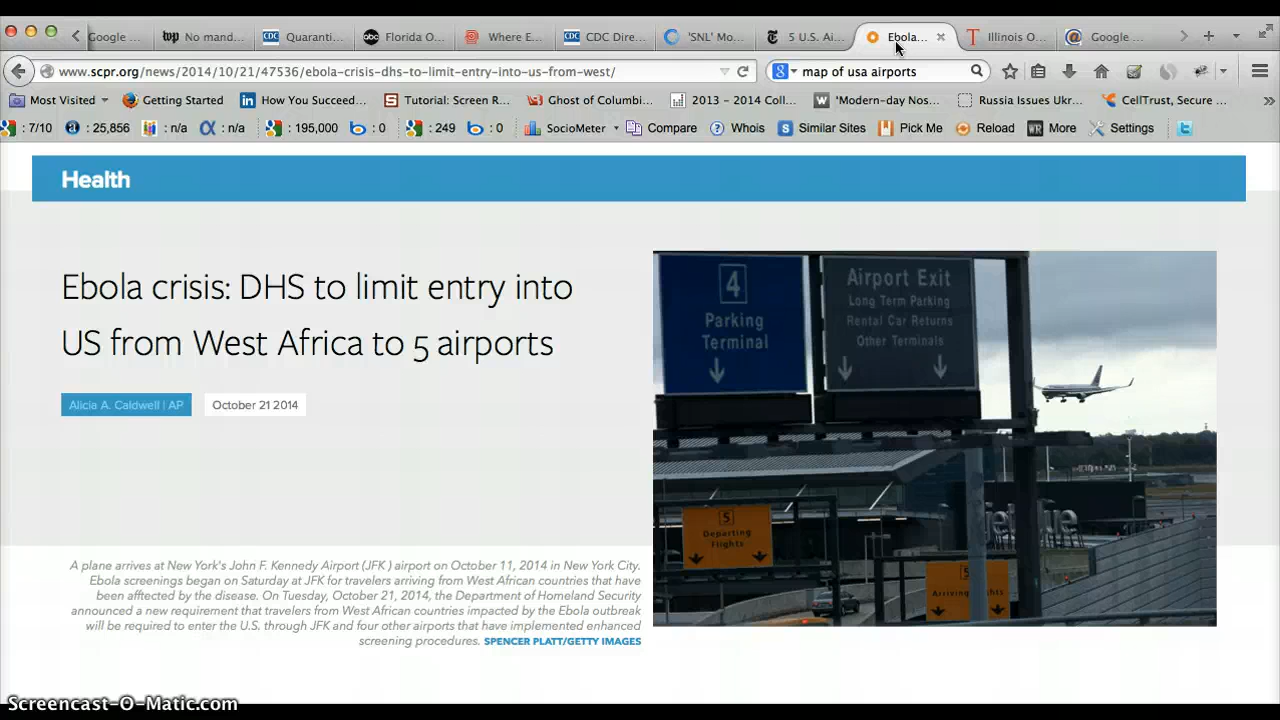 Google ...
No mand...
CDC Quaranti...
abc Florida O...
Where E...
CDC CDC Dire...
'SNL' Mo...
5 U.S. Ai...
Ebola...
Illinois O...
Google ...
www.scpr.org/news/2014/10/21/47536/ebola-crisis-dhs-to-limit-entry-into-us-from-west/
map of usa airports
Most Visited
Getting Started
How You Succeed...
Tutorial: Screen R...
Ghost of Columbi...
2013 - 2014 Coll...
'Modern-day Nos...
Russia Issues Ukr...
CellTrust, Secure ...
: 7/10
: 25,856
: n/a
: n/a
: 195,000
: 0
: 249
: 0
SocioMeter
Compare
Whois
Similar Sites
Pick Me
Reload
More
Settings
Health
Ebola crisis: DHS to limit entry into
US from West Africa to 5 airports
Alicia A. Caldwell | AP
October 21 2014
4
Parking
Terminal
Airport Exit
Long Term Parking
Rental Car Returns
Other Terminals
5
Departing
Flights
5
Arriving Flights
A plane arrives at New York's John F. Kennedy Airport (JFK ) airport on October 11, 2014 in New York City.
Ebola screenings began on Saturday at JFK for travelers arriving from West African countries that have
been afftected by the disease. On Tuesday, October 21, 2014, the Department of Homeland Security
announced a new requirement that travelers from West African countries impacted by the Ebola outbreak
will be required to enter the U.S. through JFK and four other airports that have implemented enhanced
screening procedures. SPENCER PLATT/GETTY IMAGES
Screencast-O-Matic.com